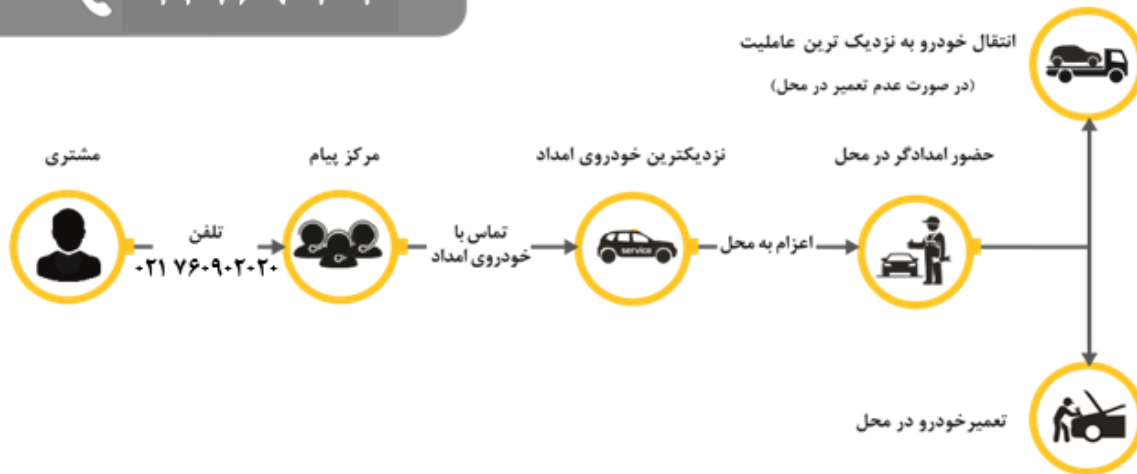 انتقال خودرو به نزدیک ترین عاملیت
(در صورت عدم تعمیر در محل)
مشتری
مرکز پیام
نزدیکترین خودروی امداد
حضور امدادگر در محل
تلفن
۰۲۱ ۷۶۰۹۰۲۰۲۰
تماس با
خودروی امداد
service
اعزام به محل
تعمیرخودرو در محل